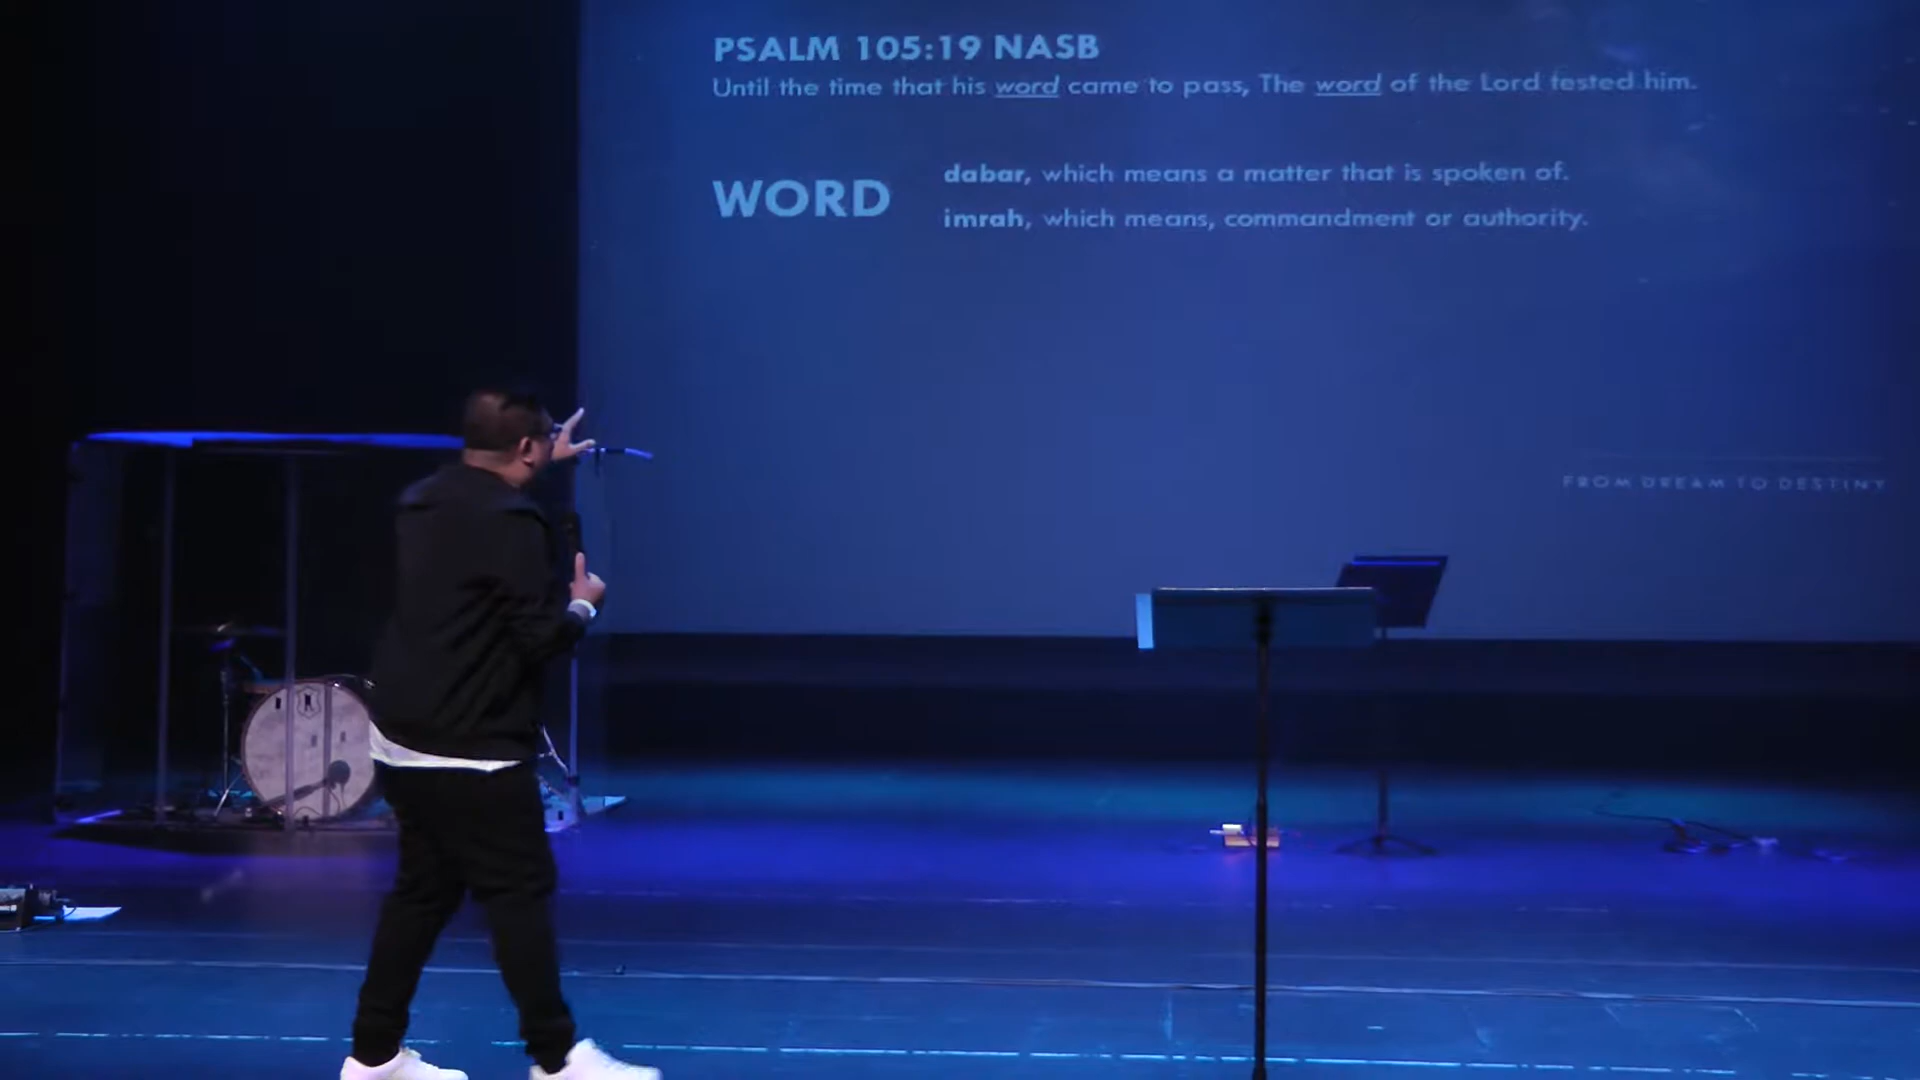 PSALM 105:19 NASB
Until the time that his word came to pass, The word of the Lord tested him.
WORD
dabar, which means a matter that is spoken of.
imrah, which means, commandment or authority.
FROM DREAM TO DESTINY